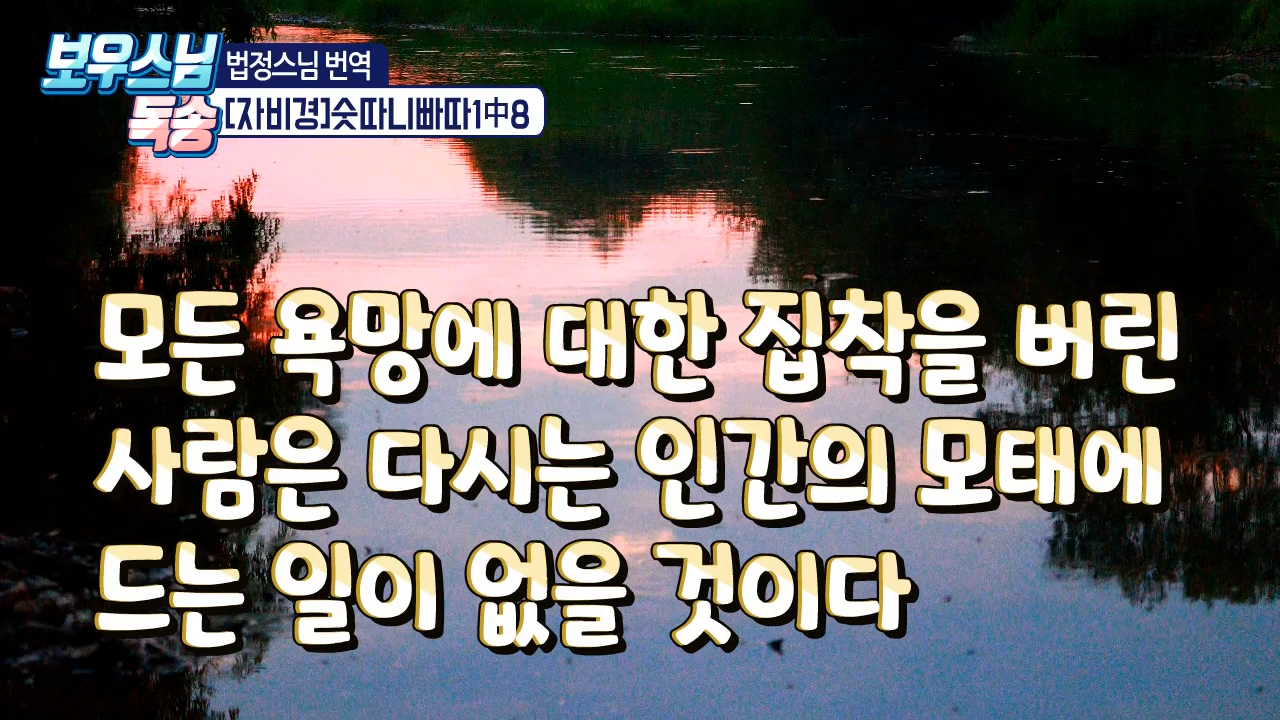 보우스님
독송
법정스님 번역
[자비경]숫따니빠따1中8
모든 욕망에 대한 집착을 버린
사람은 다시는 인간의 모태에
드는 일이 없을 것이다